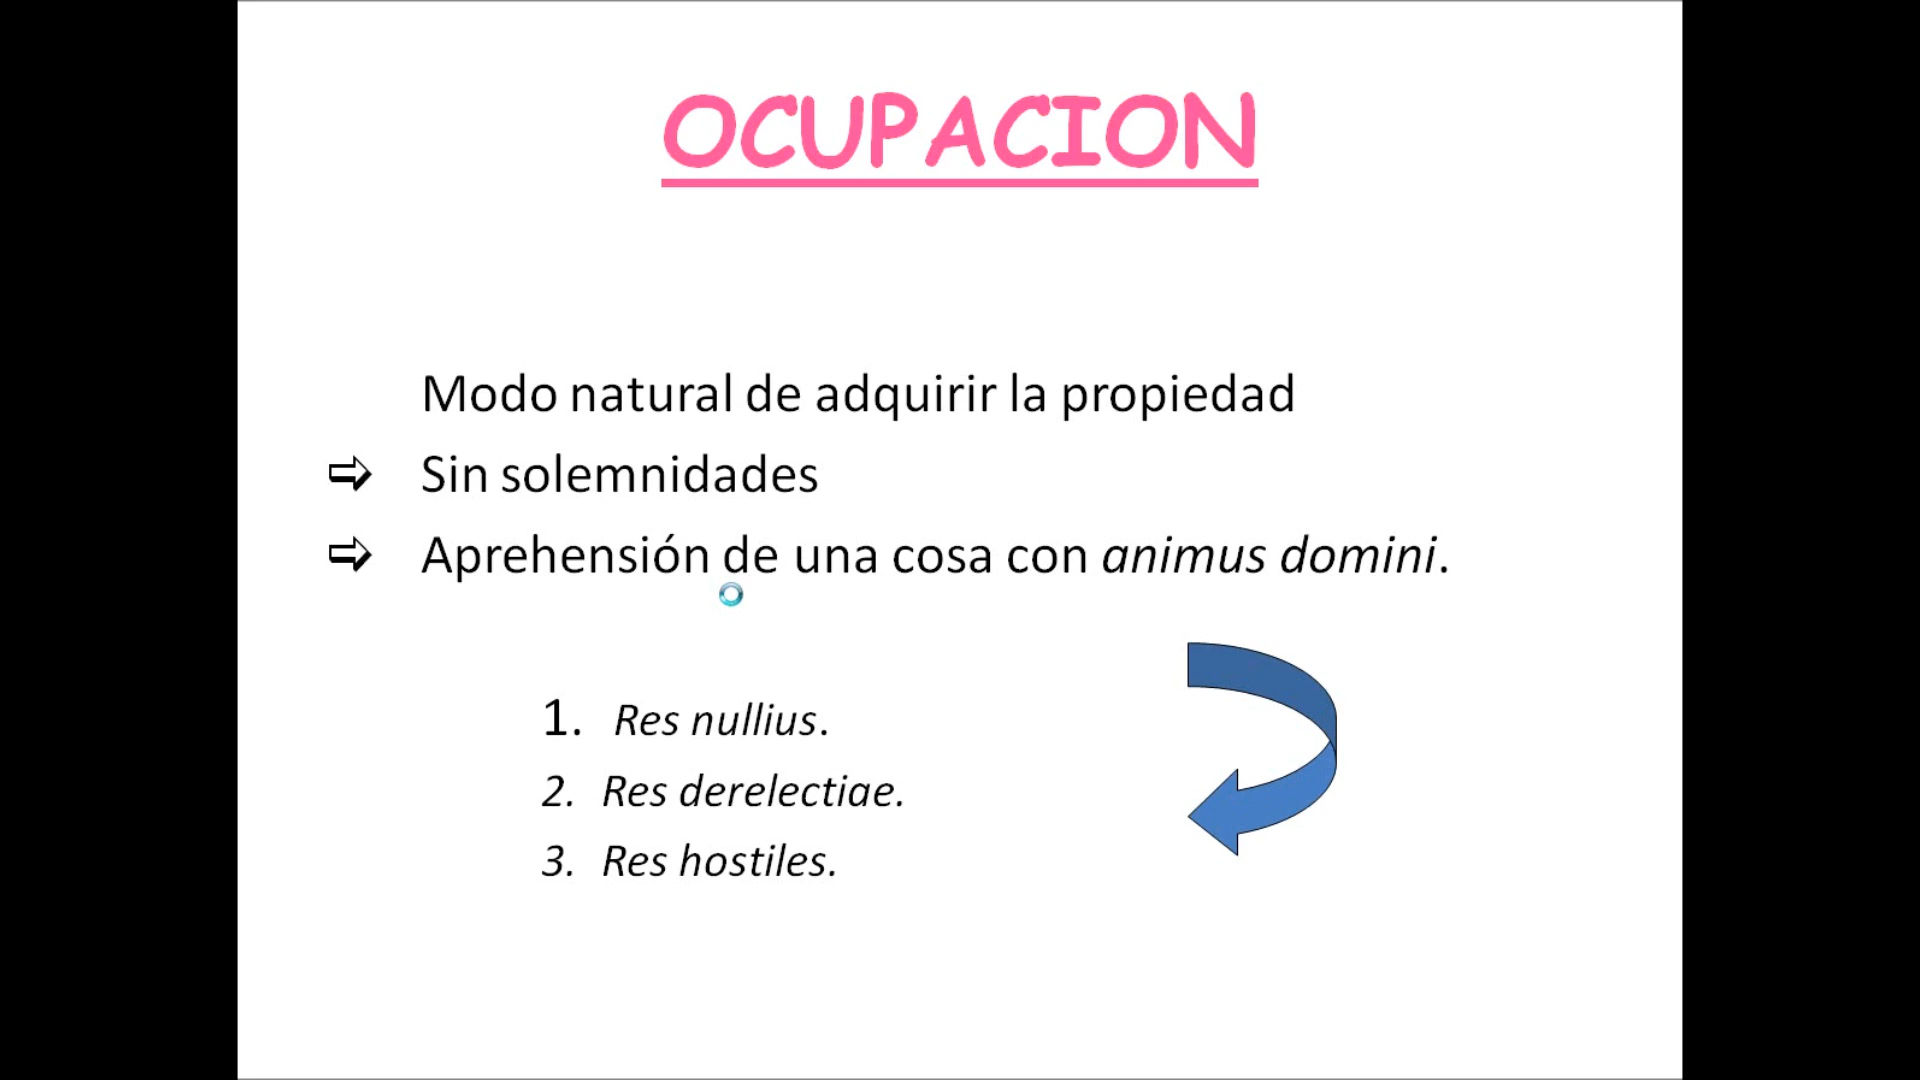 OCUPACION
Modo natural de adquirir la propiedad
Sin solemnidades
Aprehensión de una cosa con animus domini.
1. Res nullius.
2. Res derelectiae.
3. Res hostiles.